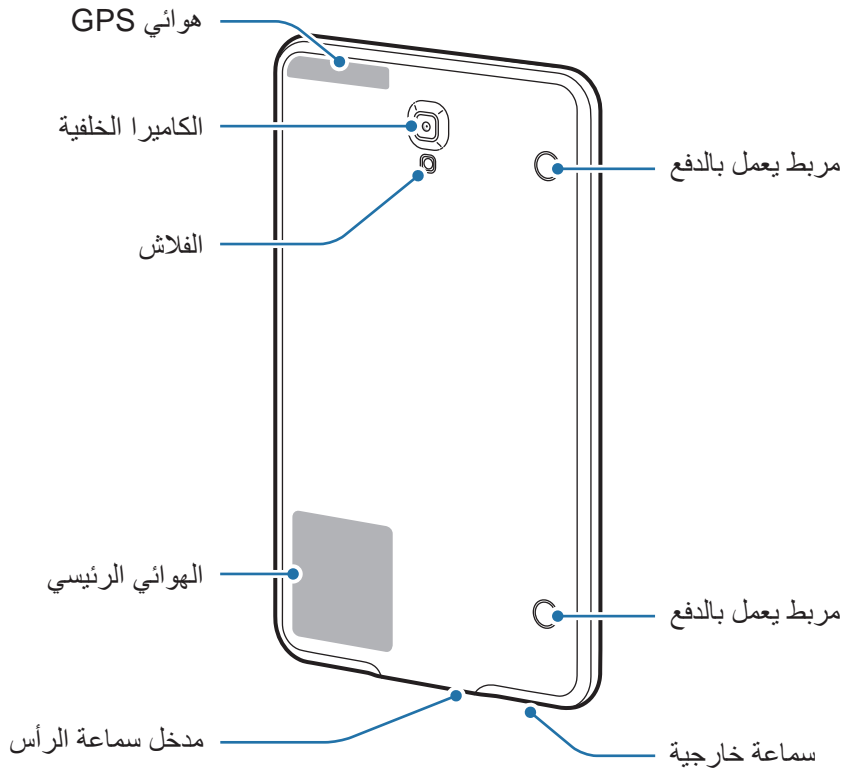 هوائي GPS
الكاميرا الخلفية
مربط يعمل بالدفع
الفلاش
الهوائي الرئيسي
مربط يعمل بالدفع
مدخل سماعة الرأس
سماعة خارجية